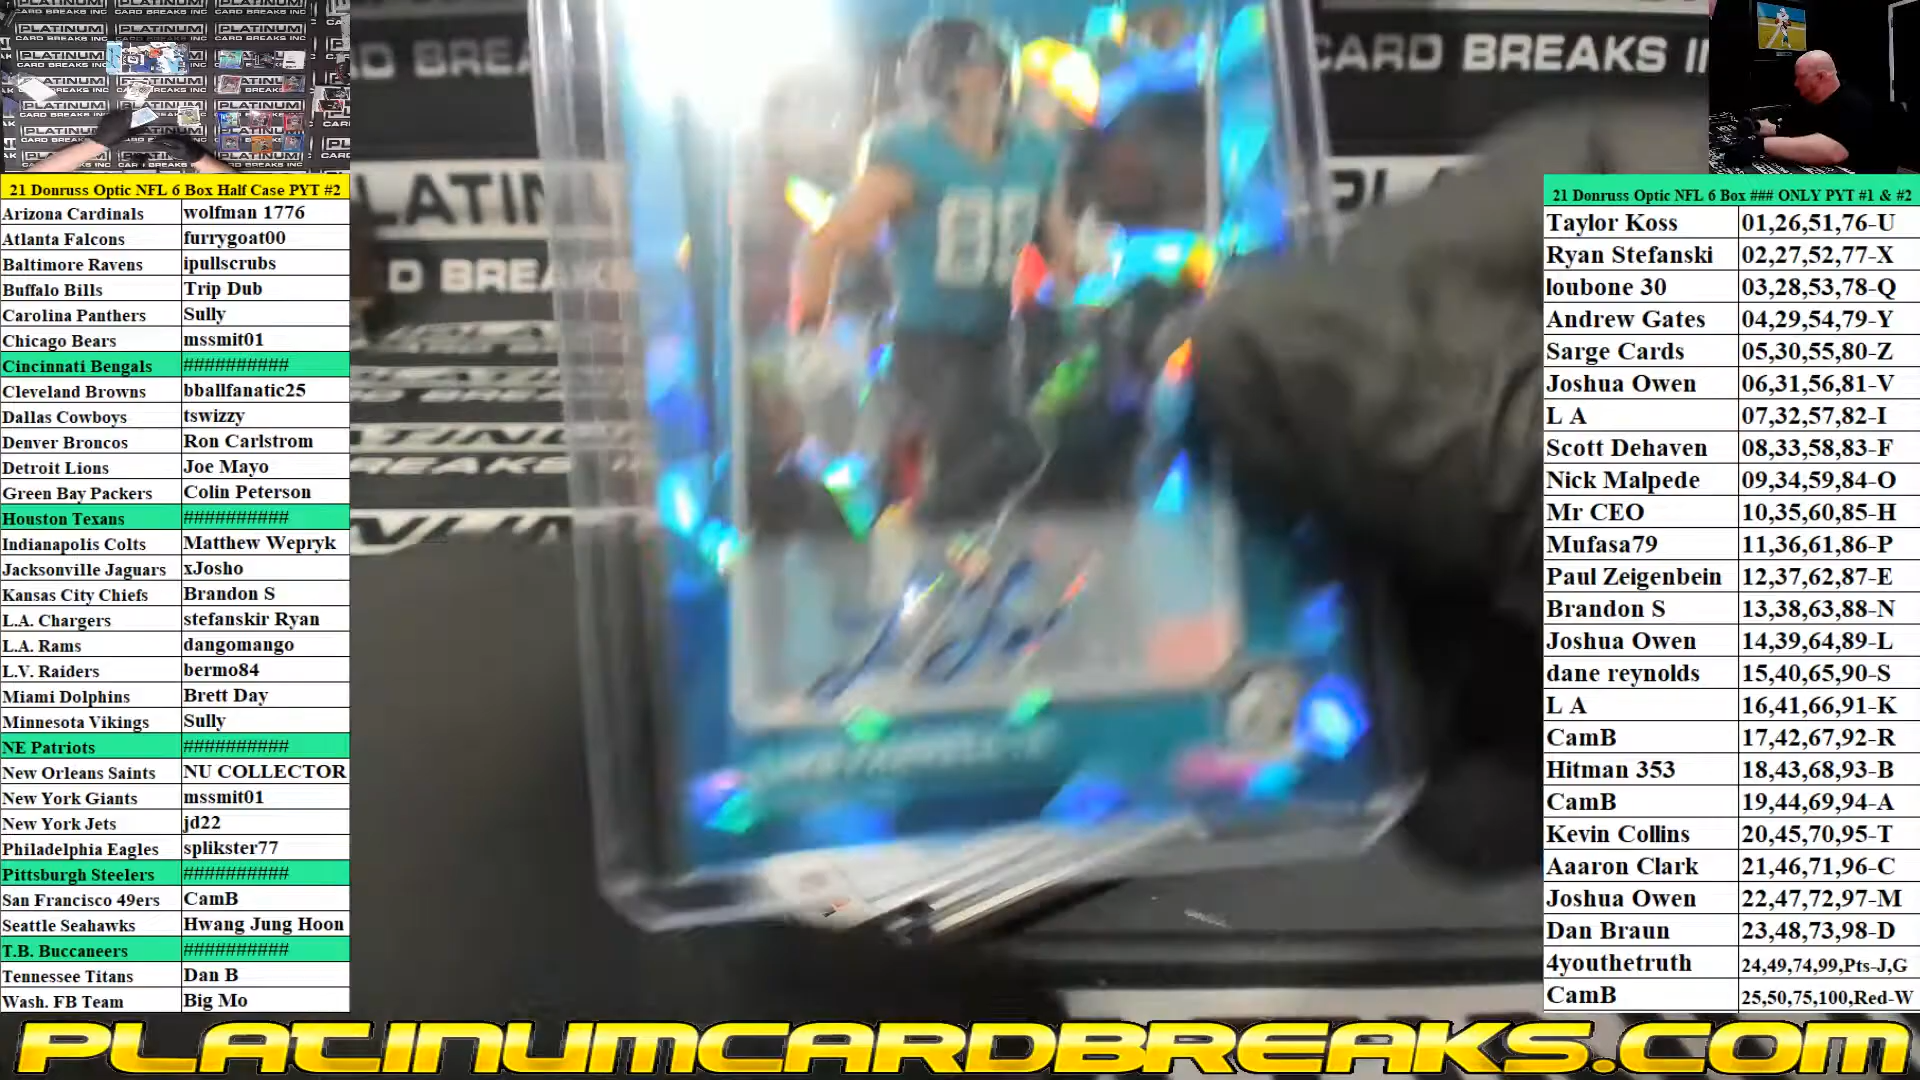 21 Donruss Optic NFL 6 Box Half Case PYT #2
Arizona Cardinals wolfman 1776
Atlanta Falcons furrygoat00
Baltimore Ravens ipullscrubs
Buffalo Bills Trip Dub
Carolina Panthers Sully
Chicago Bears mssmit01
Cincinnati Bengals ##########
Cleveland Browns bballfanatic25
Dallas Cowboys tswizzy
Denver Broncos Ron Carlstrom
Detroit Lions Joe Mayo
Green Bay Packers Colin Peterson
Houston Texans ##########
Indianapolis Colts Matthew Wepryk
Jacksonville Jaguars xJosho
Kansas City Chiefs Brandon S
L.A. Chargers stefanskir Ryan
L.A. Rams dangomango
L.V. Raiders bermo84
Miami Dolphins Brett Day
Minnesota Vikings Sully
NE Patriots ##########
New Orleans Saints NU COLLECTOR
New York Giants mssmit01
New York Jets jd22
Philadelphia Eagles splikster77
Pittsburgh Steelers ##########
San Francisco 49ers CamB
Seattle Seahawks Hwang Jung Hoon
T.B. Buccaneers ##########
Tennessee Titans Dan B
Wash. FB Team Big Mo
CARD BREAKS
D BREAKS
21 Donruss Optic NFL 6 Box ### ONLY PYT #1 & #2
Taylor Koss 01,26,51,76-U
Ryan Stefanski 02,27,52,77-X
loubone 30 03,28,53,78-Q
Andrew Gates 04,29,54,79-Y
Sarge Cards 05,30,55,80-Z
Joshua Owen 06,31,56,81-V
L A 07,32,57,82-I
Scott Dehaven 08,33,58,83-F
Nick Malpede 09,34,59,84-O
Mr CEO 10,35,60,85-H
Mufasa79 11,36,61,86-P
Paul Zeigenbein 12,37,62,87-E
Brandon S 13,38,63,88-N
Joshua Owen 14,39,64,89-L
dane reynolds 15,40,65,90-S
L A 16,41,66,91-K
CamB 17,42,67,92-R
Hitman 353 18,43,68,93-B
CamB 19,44,69,94-A
Kevin Collins 20,45,70,95-T
Aaaron Clark 21,46,71,96-C
Joshua Owen 22,47,72,97-M
Dan Braun 23,48,73,98-D
4youthetruth 24,49,74,99,Pts-J,G
CamB 25,50,75,100,Red-W
PLATINUMCARDBREAKS.COM